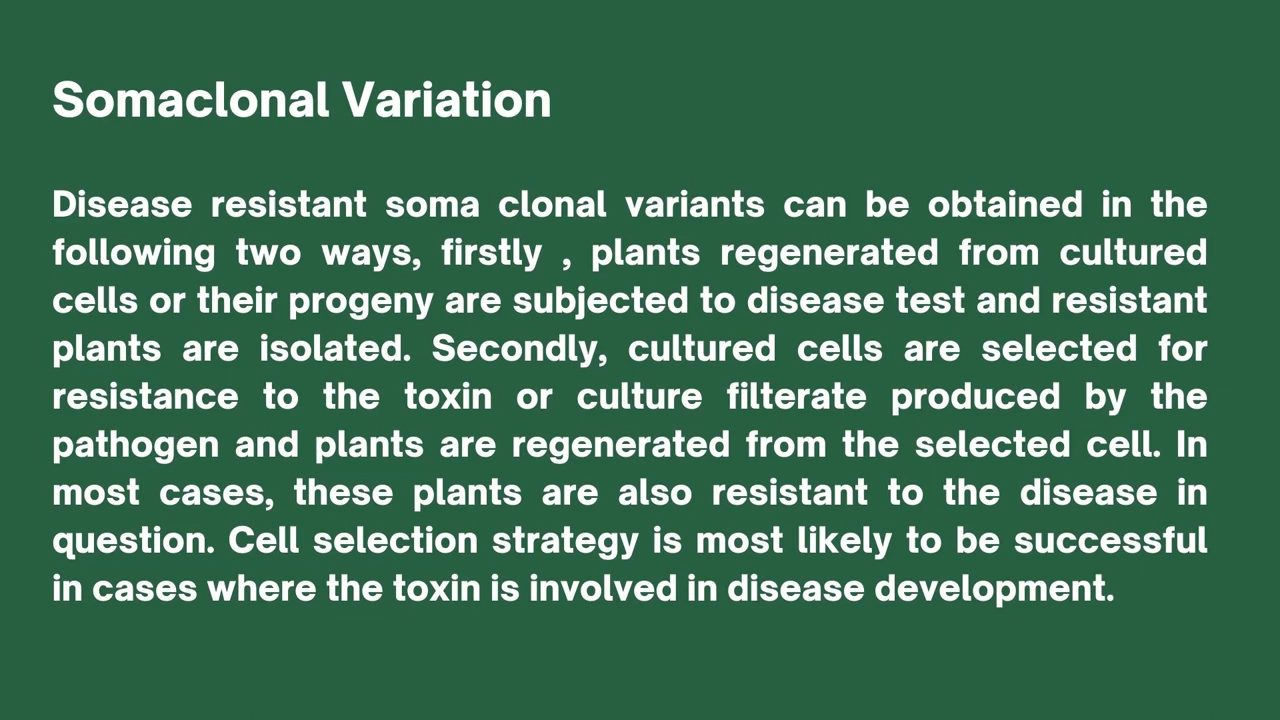 Somaclonal Variation
Disease resistant soma clonal variants can be obtained in the
following two ways, firstly , plants regenerated from cultured
cells or their progeny are subjected to disease test and resistant
plants are isolated. Secondly, cultured cells are selected for
resistance to the toxin or culture filterate produced by the
pathogen and plants are regenerated from the selected cell. In
most cases, these plants are also resistant to the disease in
question. Cell selection strategy is most likely to be successful
in cases where the toxin is involved in disease development.